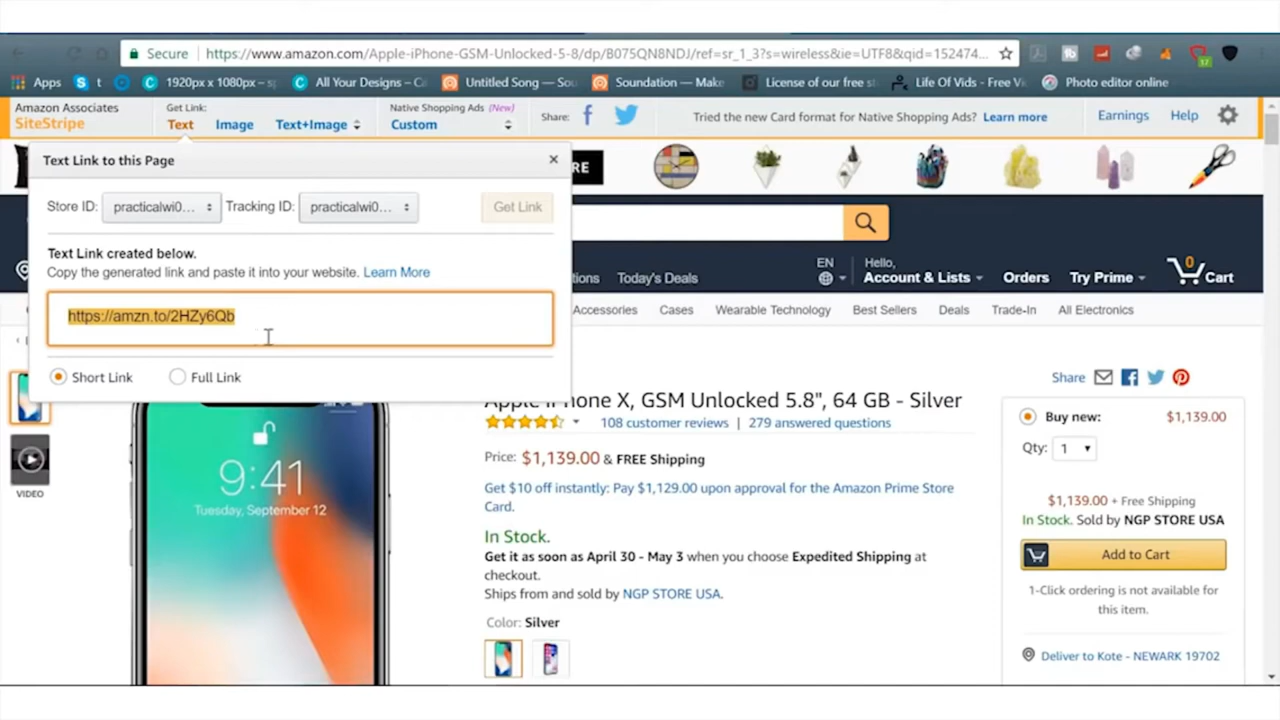 Secure
https://www.amazon.com/Apple-iPhone-GSM-Unlocked-5-8/dp/B075QN8NDJ/ref=sr_1_3?s=wireless&ie=UTF8&qid=152474...
17
Apps
t
1920px x 1080px – sp
All Your Designs – Ca
Untitled Song – Sou
Soundation – Make
License of our free s
Life Of Vids - Free Vi
Photo editor online
Amazon Associates
SiteStripe
Get Link:
Text
Image
Text+Image
Native Shopping Ads (New)
Custom
Share:
Tried the new Card format for Native Shopping Ads? Learn more
Earnings
Help
Text Link to this Page
RE
Store ID:
practicalwi0...
Tracking ID:
practicalwi0...
Get Link
Text Link created below.
Copy the generated link and paste it into your website. Learn More
https://amzn.to/2HZy6Qb
Short Link
Full Link
tions
Today's Deals
EN
Hello,
Account & Lists
Orders
Try Prime
0
Cart
Accessories
Cases
Wearable Technology
Best Sellers
Deals
Trade-In
All Electronics
Share
VIDEO
9:41
Tuesday, September 12
Apple iPhone X, GSM Unlocked 5.8", 64 GB - Silver
108 customer reviews | 279 answered questions
Price: $1,139.00 & FREE Shipping
Get $10 off instantly: Pay $1,129.00 upon approval for the Amazon Prime Store
Card.
In Stock.
Get it as soon as April 30 - May 3 when you choose Expedited Shipping at
checkout.
Ships from and sold by NGP STORE USA.
Color: Silver
Buy new:
$1,139.00
Qty: 1
$1,139.00 + Free Shipping
In Stock. Sold by NGP STORE USA
Add to Cart
1-Click ordering is not available for
this item.
Deliver to Kote - NEWARK 19702